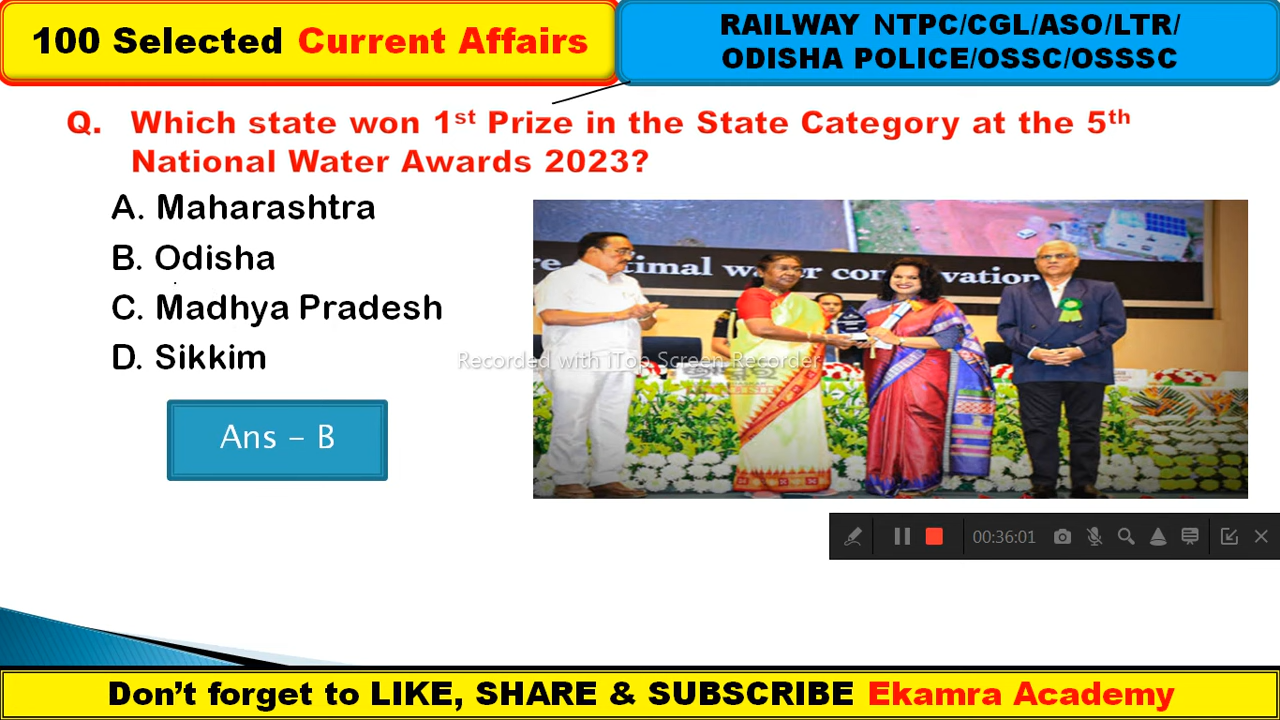 100 Selected Current Affairs
RAILWAY NTPC/CGL/ASO/LTR/
ODISHA POLICE/OSSC/OSSSC
Q. Which state won 1st Prize in the State Category at the 5th
National Water Awards 2023?
A. Maharashtra
B. Odisha
C. Madhya Pradesh
D. Sikkim
Ans – B
water
Recorded with iTop Screen Recorder
00:36:01
Don't forget to LIKE, SHARE & SUBSCRIBE Ekamra Academy